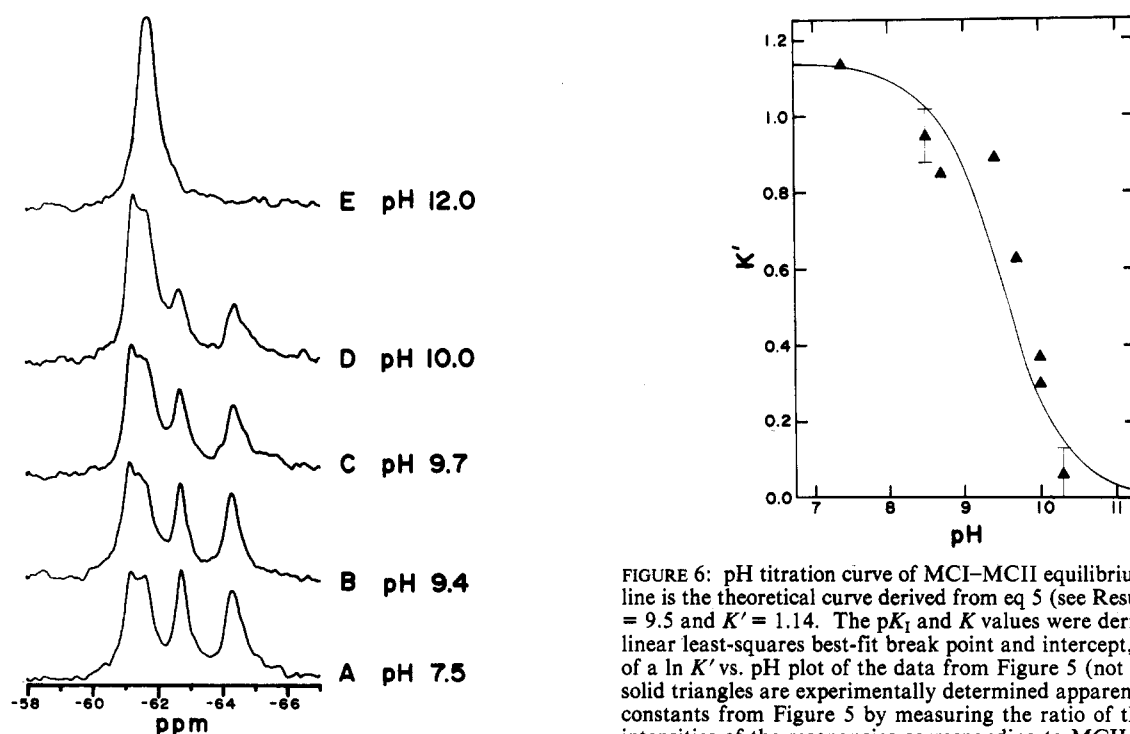 E pH 12.0
D pH 10.0
C pH 9.7
B pH 9.4
A pH 7.5
-58 -60 -62 -64 -66
ppm
1.2
1.0
0.8
0.6
0.4
0.2
0.0
K'
7 8 9 10 11
pH
FIGURE 6: pH titration curve of MCI–MCII equilibriu
line is the theoretical curve derived from eq 5 (see Resu
= 9.5 and K' = 1.14. The pKI and K values were deri
linear least-squares best-fit break point and intercept,
of a ln K' vs. pH plot of the data from Figure 5 (not
solid triangles are experimentally determined apparen
constants from Figure 5 by measuring the ratio of th